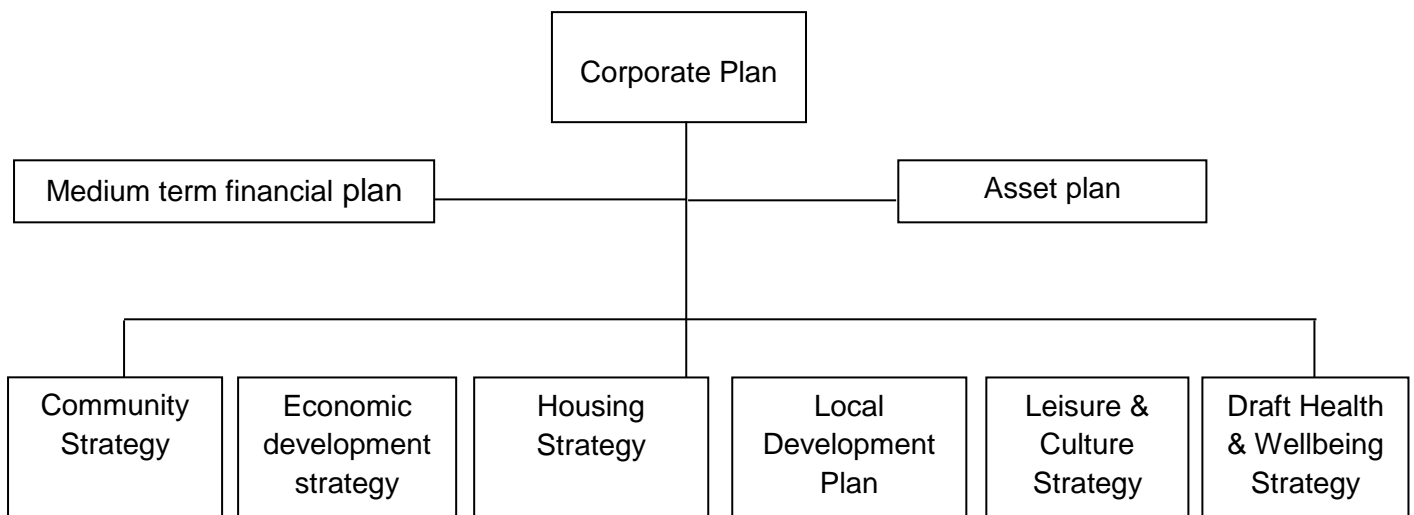 Corporate Plan
Medium term financial plan
Asset plan
Community
Strategy
Economic
development
strategy
Housing
Strategy
Local
Development
Plan
Leisure &
Culture
Strategy
Draft Health
& Wellbeing
Strategy